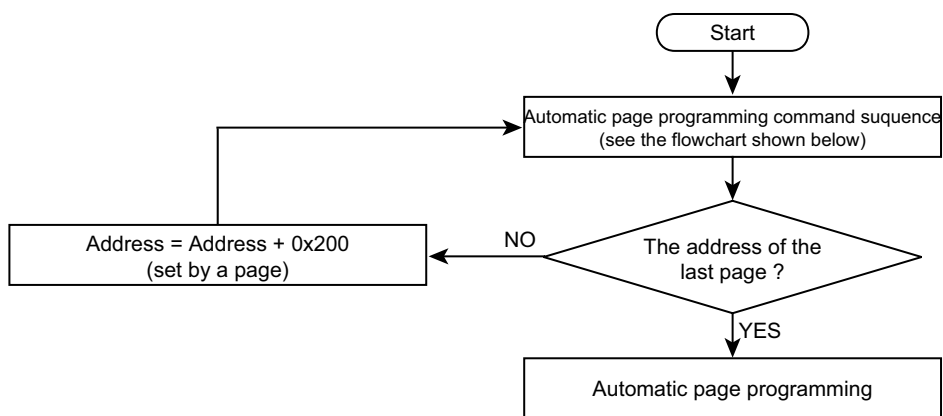 Start
Automatic page programming command suquence
(see the flowchart shown below)
Address = Address + 0x200
(set by a page)
NO
The address of the
last page ?
YES
Automatic page programming